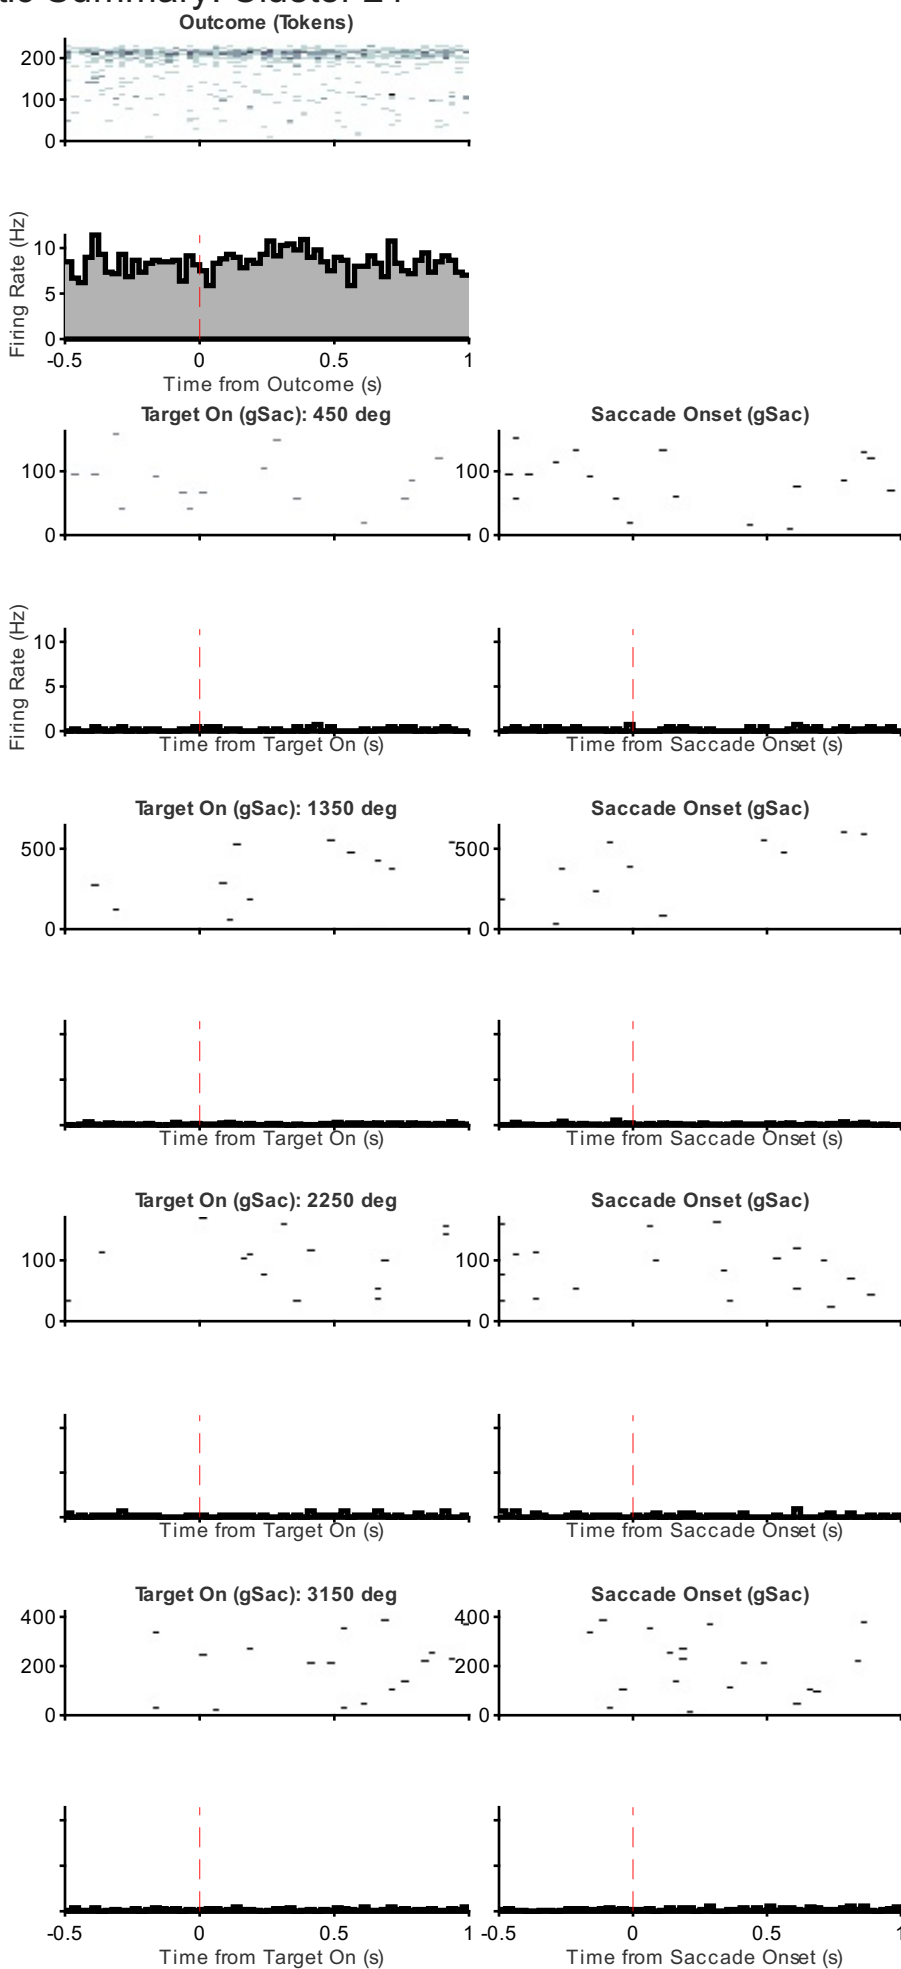 Summary: Cluster
Outcome (Tokens)
200
100
0
Firing Rate (Hz)
10
5
0
-0.5 0 0.5 1
Time from Outcome (s)
Target On (gSac): 450 deg Saccade Onset (gSac)
100 100
0 0
Firing Rate (Hz)
10
5
0
Time from Target On (s) Time from Saccade Onset (s)
Target On (gSac): 1350 deg Saccade Onset (gSac)
500 500
0 0
Time from Target On (s) Time from Saccade Onset (s)
Target On (gSac): 2250 deg Saccade Onset (gSac)
100 100
0 0
Time from Target On (s) Time from Saccade Onset (s)
Target On (gSac): 3150 deg Saccade Onset (gSac)
400 400
200 200
0 0
-0.5 0 0.5 1 -0.5 0 0.5 1
Time from Target On (s) Time from Saccade Onset (s)